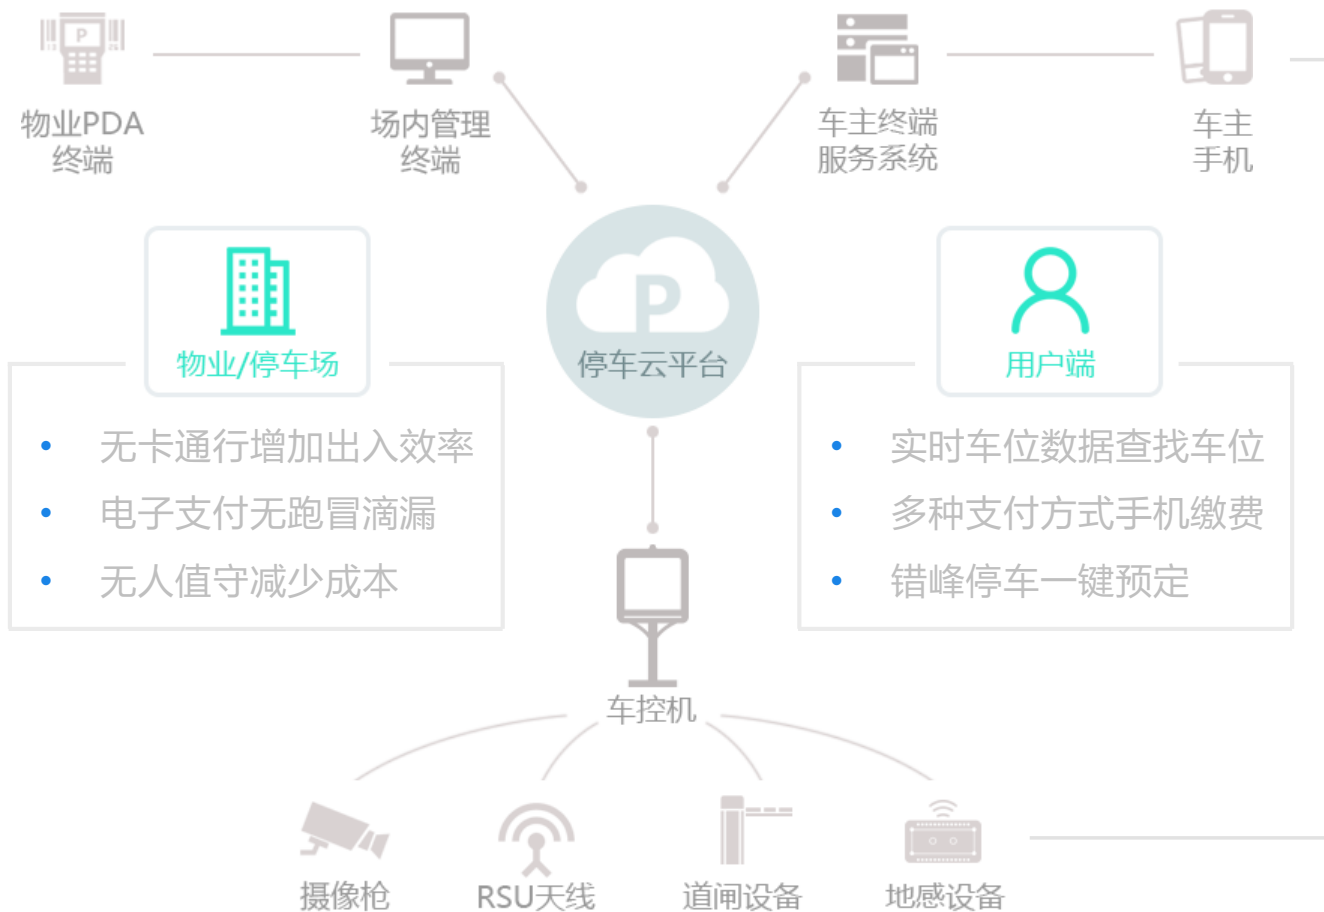 P
物业PDA
终端
场内管理
终端
车主终端
服务系统
车主
手机
P
停车云平台
物业/停车场
无卡通行增加出入效率
电子支付无跑冒滴漏
无人值守减少成本
用户端
实时车位数据查找车位
多种支付方式手机缴费
错峰停车一键预定
车控机
摄像枪
RSU天线
道闸设备
地感设备